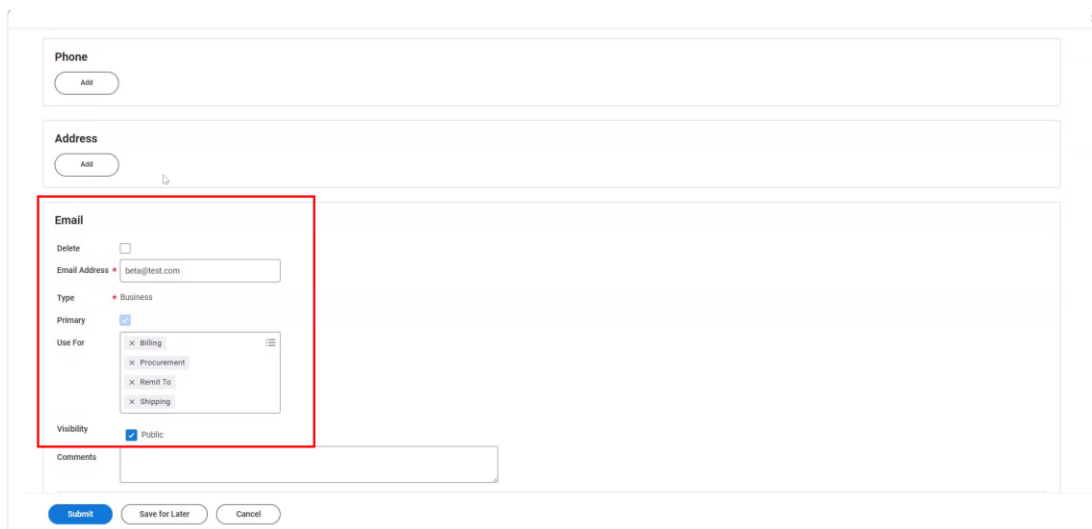 Phone
Add
Address
Add
Email
Delete
Email Address * beta@test.com
Type * Business
Primary
Use For × Billing
× Procurement
× Remit To
× Shipping
Visibility Public
Comments
Submit Save for Later Cancel